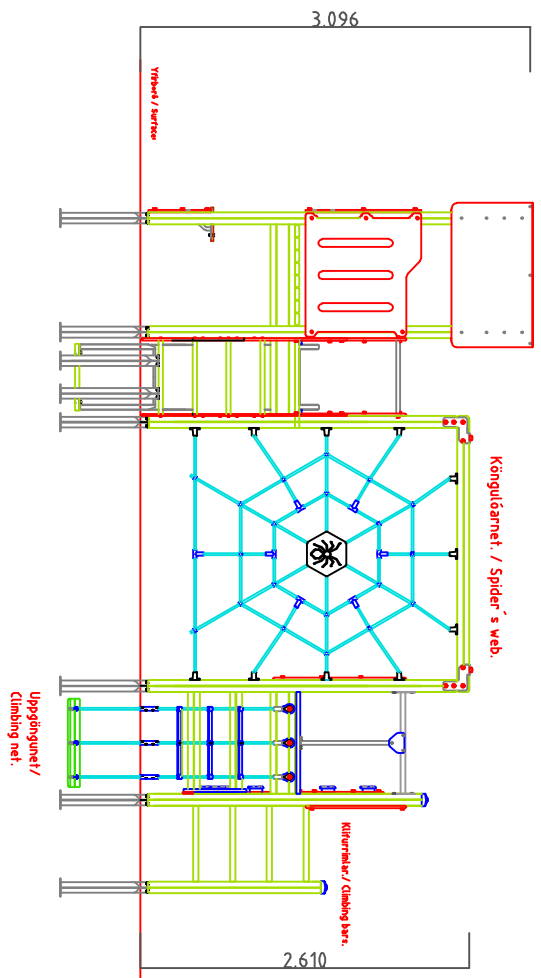 3.096
Yfirborð / Surface:
Köngulóarnet. / Spider´s web.
Uppgöngunet/
Climbing net.
Klifurrimlar./ Climbing bars.
2.610